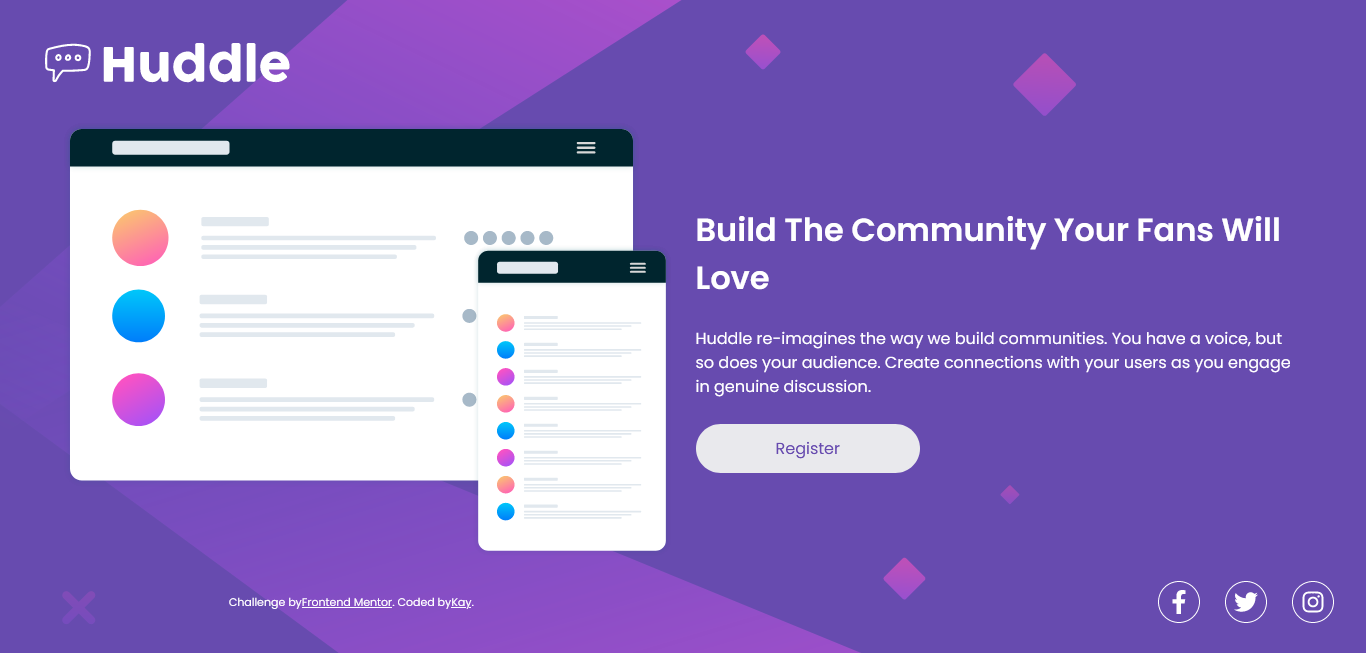 Huddle
Build The Community Your Fans Will
Love
Huddle re-imagines the way we build communities. You have a voice, but
so does your audience. Create connections with your users as you engage
in genuine discussion.
Register
Challenge byFrontend Mentor. Coded byKay.